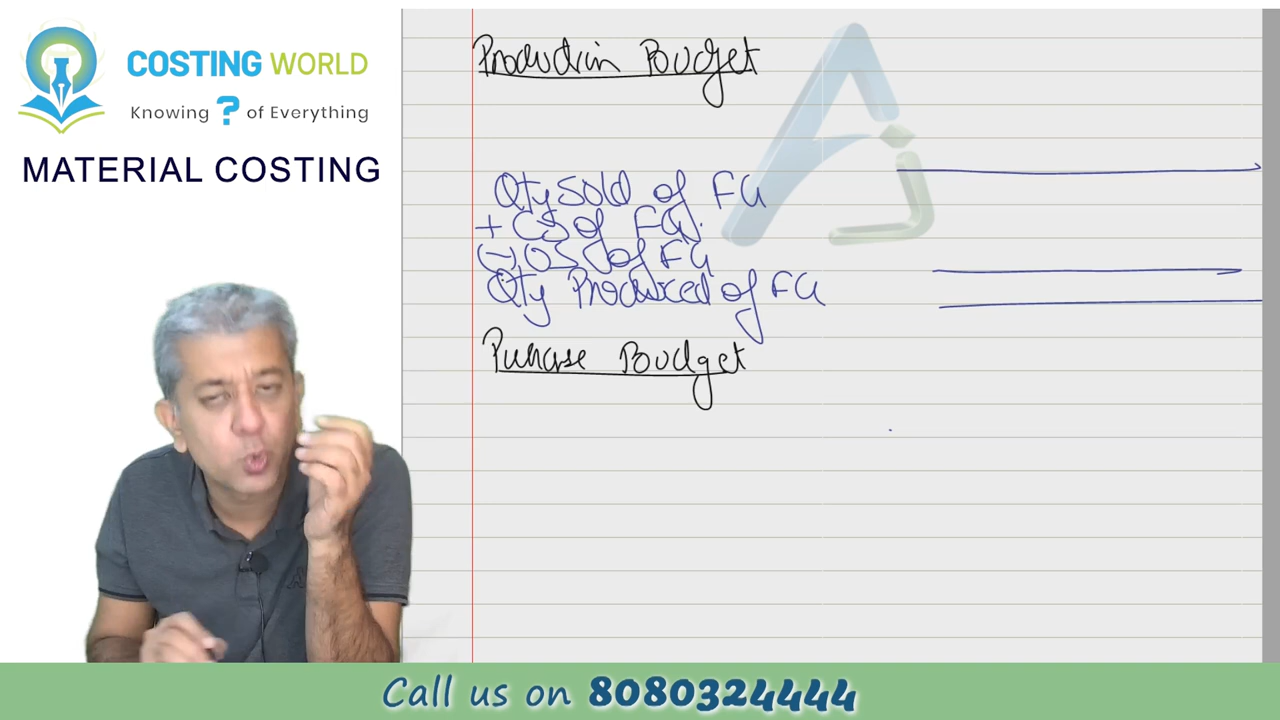 COSTING WORLD
Knowing ? of Everything
MATERIAL COSTING
Production Budget
Qty Sold of FG
+ CS of FG.
(-) OS of FG
Qty Produced of FG
Puhase Budget
Call us on 8080324444